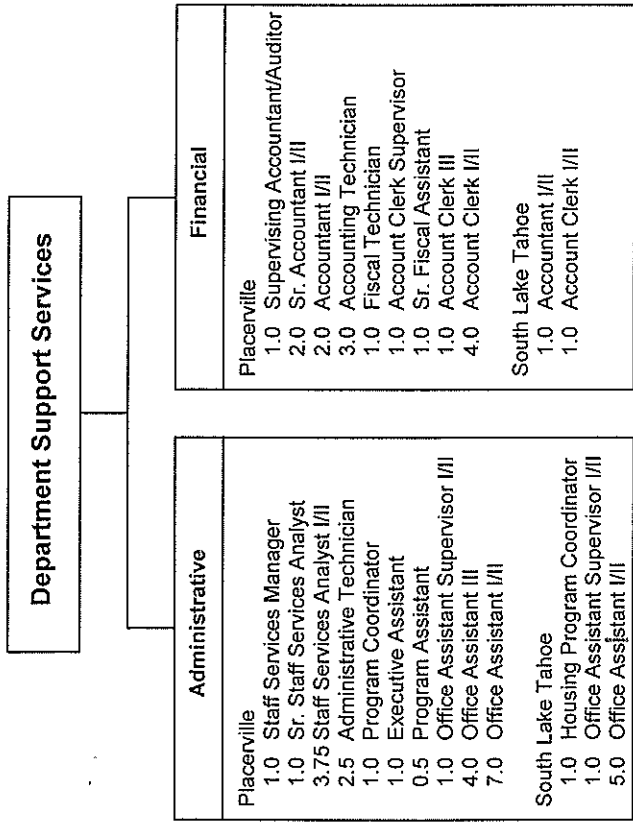 Department Support Services
Administrative
Placerville
1.0 Staff Services Manager
1.0 Sr. Staff Services Analyst
3.75 Staff Services Analyst I/II
2.5 Administrative Technician
1.0 Program Coordinator
1.0 Executive Assistant
0.5 Program Assistant
1.0 Office Assistant Supervisor I/II
4.0 Office Assistant III
7.0 Office Assistant I/II
South Lake Tahoe
1.0 Housing Program Coordinator
1.0 Office Assistant Supervisor I/II
5.0 Office Assistant I/II
Financial
Placerville
1.0 Supervising Accountant/Auditor
2.0 Sr. Accountant I/II
2.0 Accountant I/II
3.0 Accounting Technician
1.0 Fiscal Technician
1.0 Account Clerk Supervisor
1.0 Sr. Fiscal Assistant
1.0 Account Clerk III
4.0 Account Clerk I/II
South Lake Tahoe
1.0 Accountant I/II
1.0 Account Clerk I/II